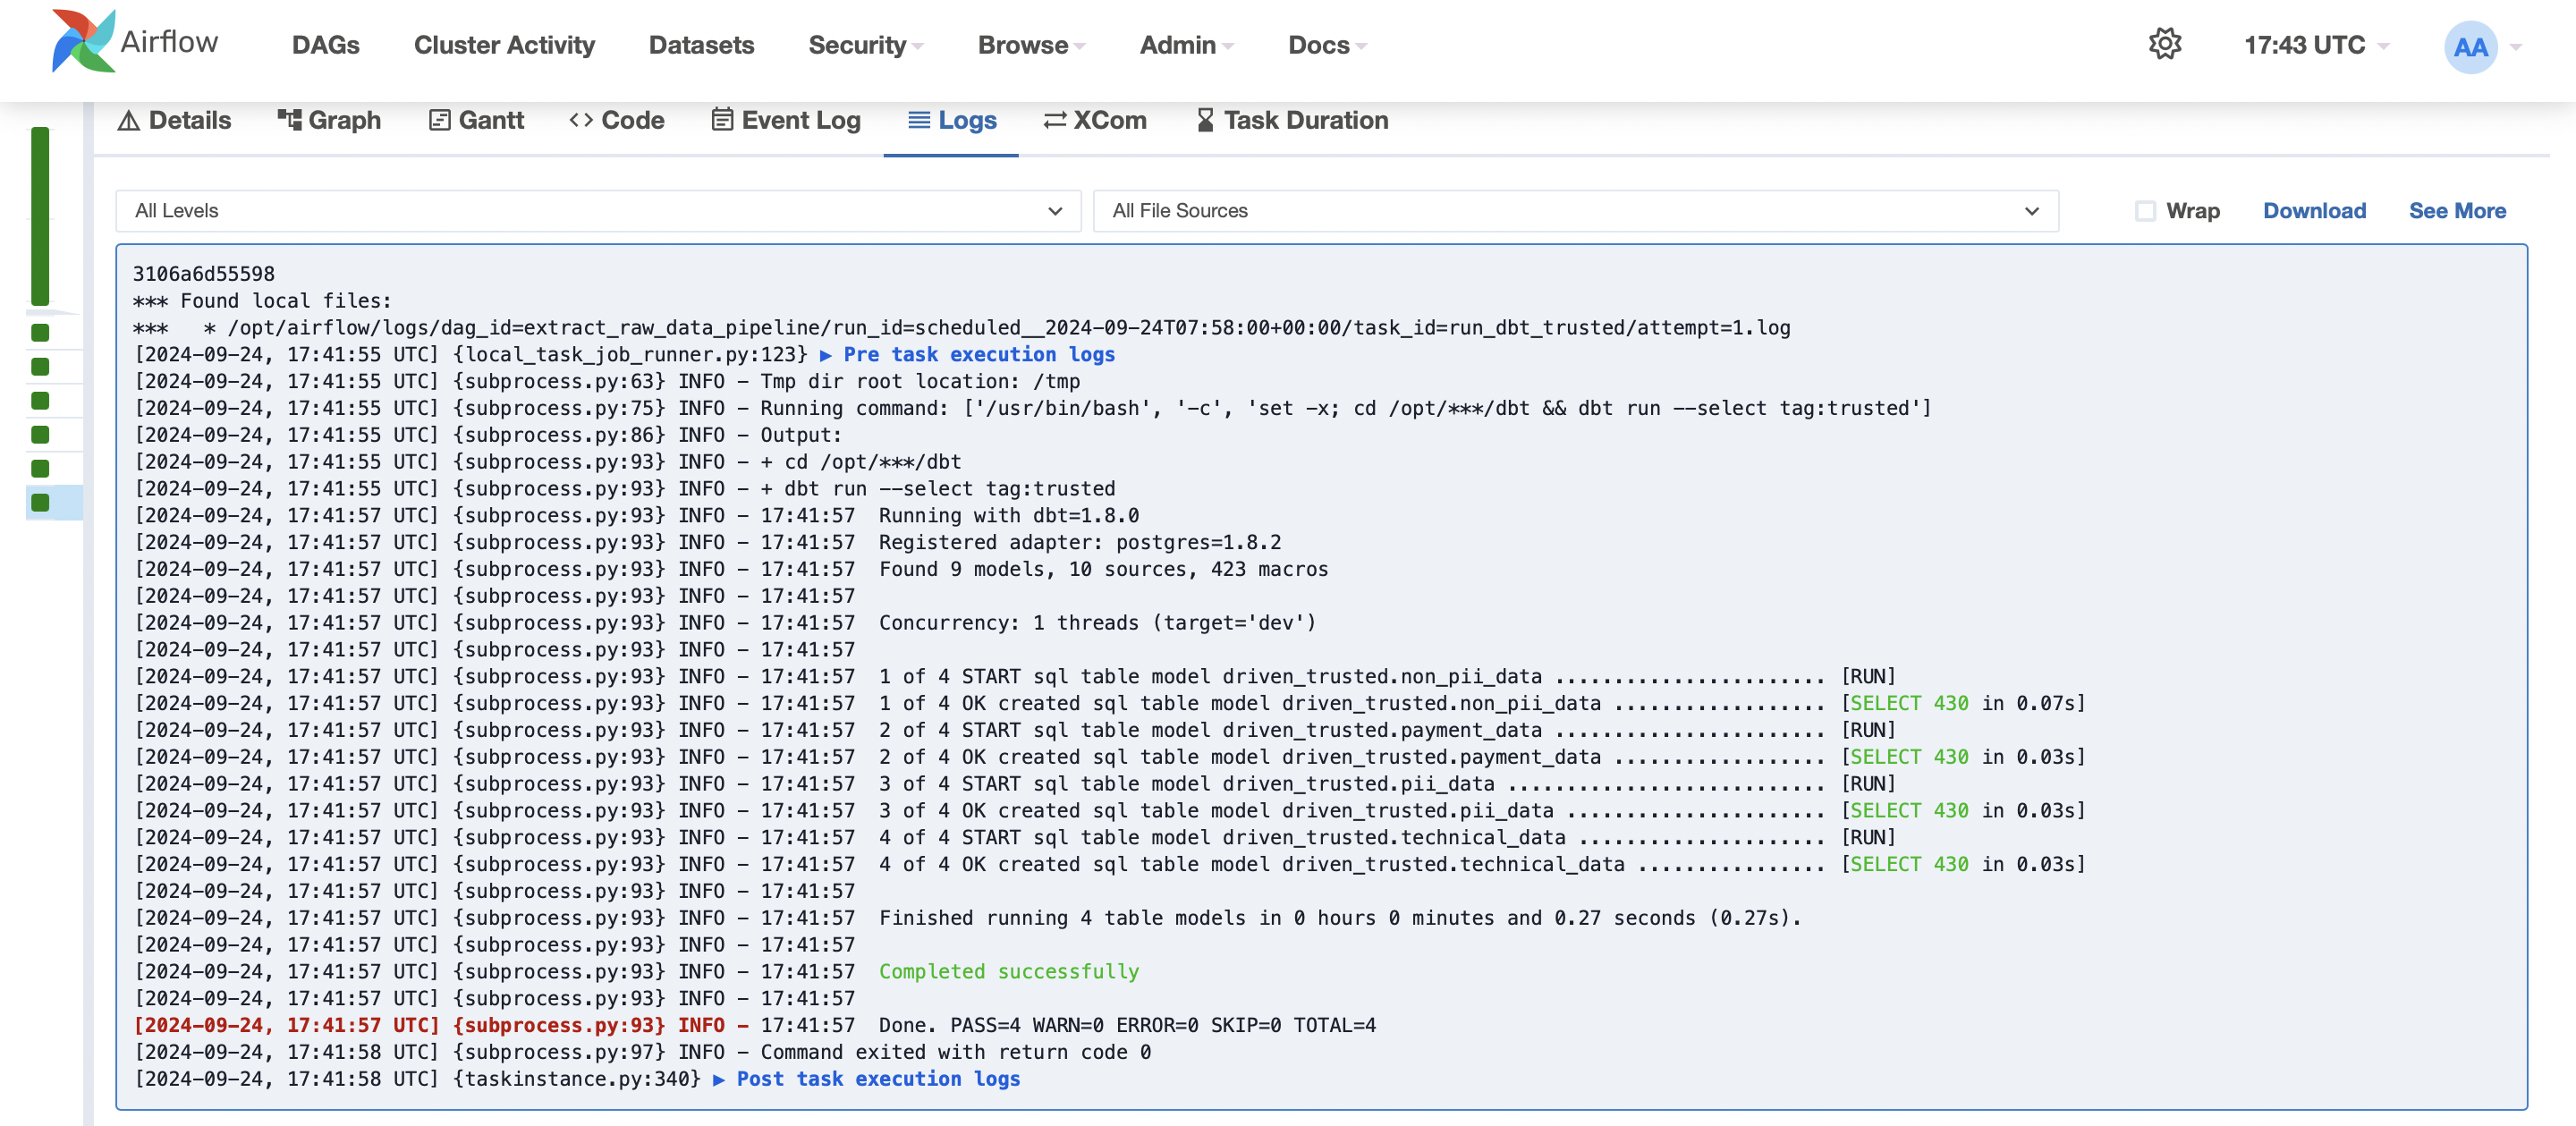 Airflow DAGs Cluster Activity Datasets Security Browse Admin Docs 17:43 UTC AA
Details Graph Gantt <> Code Event Log Logs XCom Task Duration
All Levels All File Sources Wrap Download See More
3106a6d55598
*** Found local files:
***   * /opt/airflow/logs/dag_id=extract_raw_data_pipeline/run_id=scheduled__2024-09-24T07:58:00+00:00/task_id=run_dbt_trusted/attempt=1.log
[2024-09-24, 17:41:55 UTC] {local_task_job_runner.py:123} ▶ Pre task execution logs
[2024-09-24, 17:41:55 UTC] {subprocess.py:63} INFO - Tmp dir root location: /tmp
[2024-09-24, 17:41:55 UTC] {subprocess.py:75} INFO - Running command: ['/usr/bin/bash', '-c', 'set -x; cd /opt/***/dbt && dbt run --select tag:trusted']
[2024-09-24, 17:41:55 UTC] {subprocess.py:86} INFO - Output:
[2024-09-24, 17:41:55 UTC] {subprocess.py:93} INFO - + cd /opt/***/dbt
[2024-09-24, 17:41:55 UTC] {subprocess.py:93} INFO - + dbt run --select tag:trusted
[2024-09-24, 17:41:57 UTC] {subprocess.py:93} INFO - 17:41:57  Running with dbt=1.8.0
[2024-09-24, 17:41:57 UTC] {subprocess.py:93} INFO - 17:41:57  Registered adapter: postgres=1.8.2
[2024-09-24, 17:41:57 UTC] {subprocess.py:93} INFO - 17:41:57  Found 9 models, 10 sources, 423 macros
[2024-09-24, 17:41:57 UTC] {subprocess.py:93} INFO - 17:41:57
[2024-09-24, 17:41:57 UTC] {subprocess.py:93} INFO - 17:41:57  Concurrency: 1 threads (target='dev')
[2024-09-24, 17:41:57 UTC] {subprocess.py:93} INFO - 17:41:57
[2024-09-24, 17:41:57 UTC] {subprocess.py:93} INFO - 17:41:57  1 of 4 START sql table model driven_trusted.non_pii_data ....................... [RUN]
[2024-09-24, 17:41:57 UTC] {subprocess.py:93} INFO - 17:41:57  1 of 4 OK created sql table model driven_trusted.non_pii_data .................. [SELECT 430 in 0.07s]
[2024-09-24, 17:41:57 UTC] {subprocess.py:93} INFO - 17:41:57  2 of 4 START sql table model driven_trusted.payment_data ....................... [RUN]
[2024-09-24, 17:41:57 UTC] {subprocess.py:93} INFO - 17:41:57  2 of 4 OK created sql table model driven_trusted.payment_data .................. [SELECT 430 in 0.03s]
[2024-09-24, 17:41:57 UTC] {subprocess.py:93} INFO - 17:41:57  3 of 4 START sql table model driven_trusted.pii_data ........................... [RUN]
[2024-09-24, 17:41:57 UTC] {subprocess.py:93} INFO - 17:41:57  3 of 4 OK created sql table model driven_trusted.pii_data ...................... [SELECT 430 in 0.03s]
[2024-09-24, 17:41:57 UTC] {subprocess.py:93} INFO - 17:41:57  4 of 4 START sql table model driven_trusted.technical_data ..................... [RUN]
[2024-09-24, 17:41:57 UTC] {subprocess.py:93} INFO - 17:41:57  4 of 4 OK created sql table model driven_trusted.technical_data ................ [SELECT 430 in 0.03s]
[2024-09-24, 17:41:57 UTC] {subprocess.py:93} INFO - 17:41:57
[2024-09-24, 17:41:57 UTC] {subprocess.py:93} INFO - 17:41:57  Finished running 4 table models in 0 hours 0 minutes and 0.27 seconds (0.27s).
[2024-09-24, 17:41:57 UTC] {subprocess.py:93} INFO - 17:41:57
[2024-09-24, 17:41:57 UTC] {subprocess.py:93} INFO - 17:41:57  Completed successfully
[2024-09-24, 17:41:57 UTC] {subprocess.py:93} INFO - 17:41:57
[2024-09-24, 17:41:57 UTC] {subprocess.py:93} INFO - 17:41:57  Done. PASS=4 WARN=0 ERROR=0 SKIP=0 TOTAL=4
[2024-09-24, 17:41:58 UTC] {subprocess.py:97} INFO - Command exited with return code 0
[2024-09-24, 17:41:58 UTC] {taskinstance.py:340} ▶ Post task execution logs